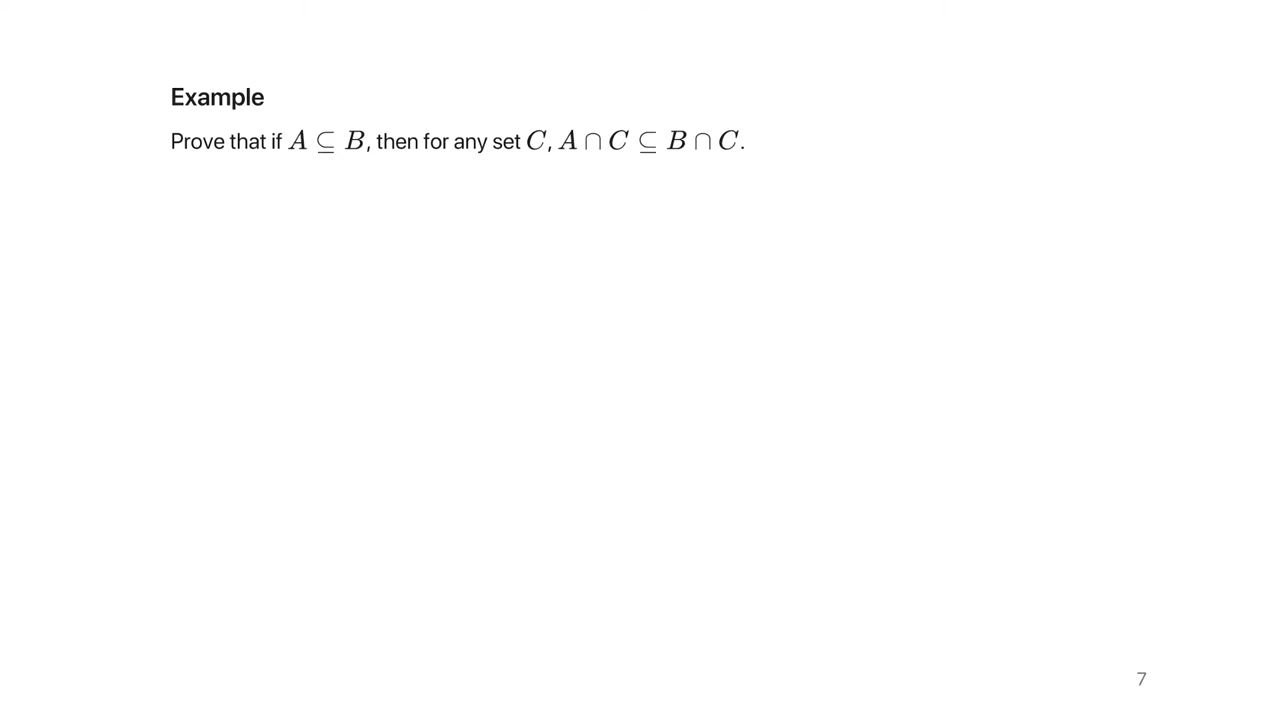 Example
Prove that if A ⊆ B, then for any set C, A ∩ C ⊆ B ∩ C.
7